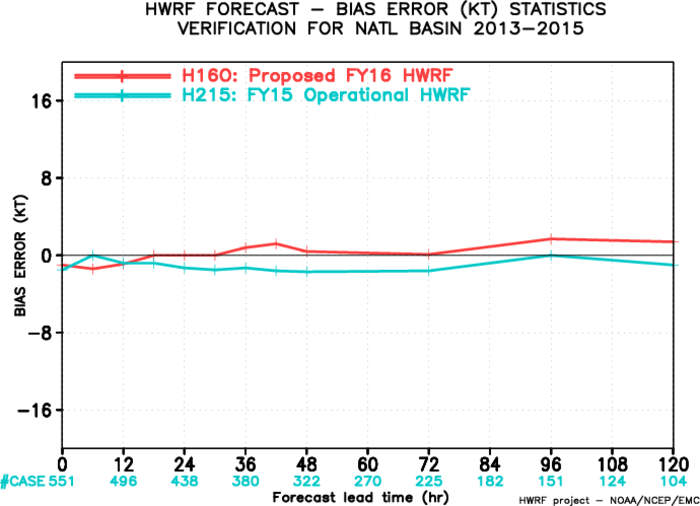 HWRF FORECAST – BIAS ERROR (KT) STATISTICS
VERIFICATION FOR NATL BASIN 2013–2015
H16O: Proposed FY16 HWRF
H215: FY15 Operational HWRF
BIAS ERROR (KT)
16
8
0
–8
–16
0 12 24 36 48 60 72 84 96 108 120
#CASE 551 496 438 380 322 270 225 182 151 124 104
Forecast lead time (hr)
HWRF project – NOAA/NCEP/EMC